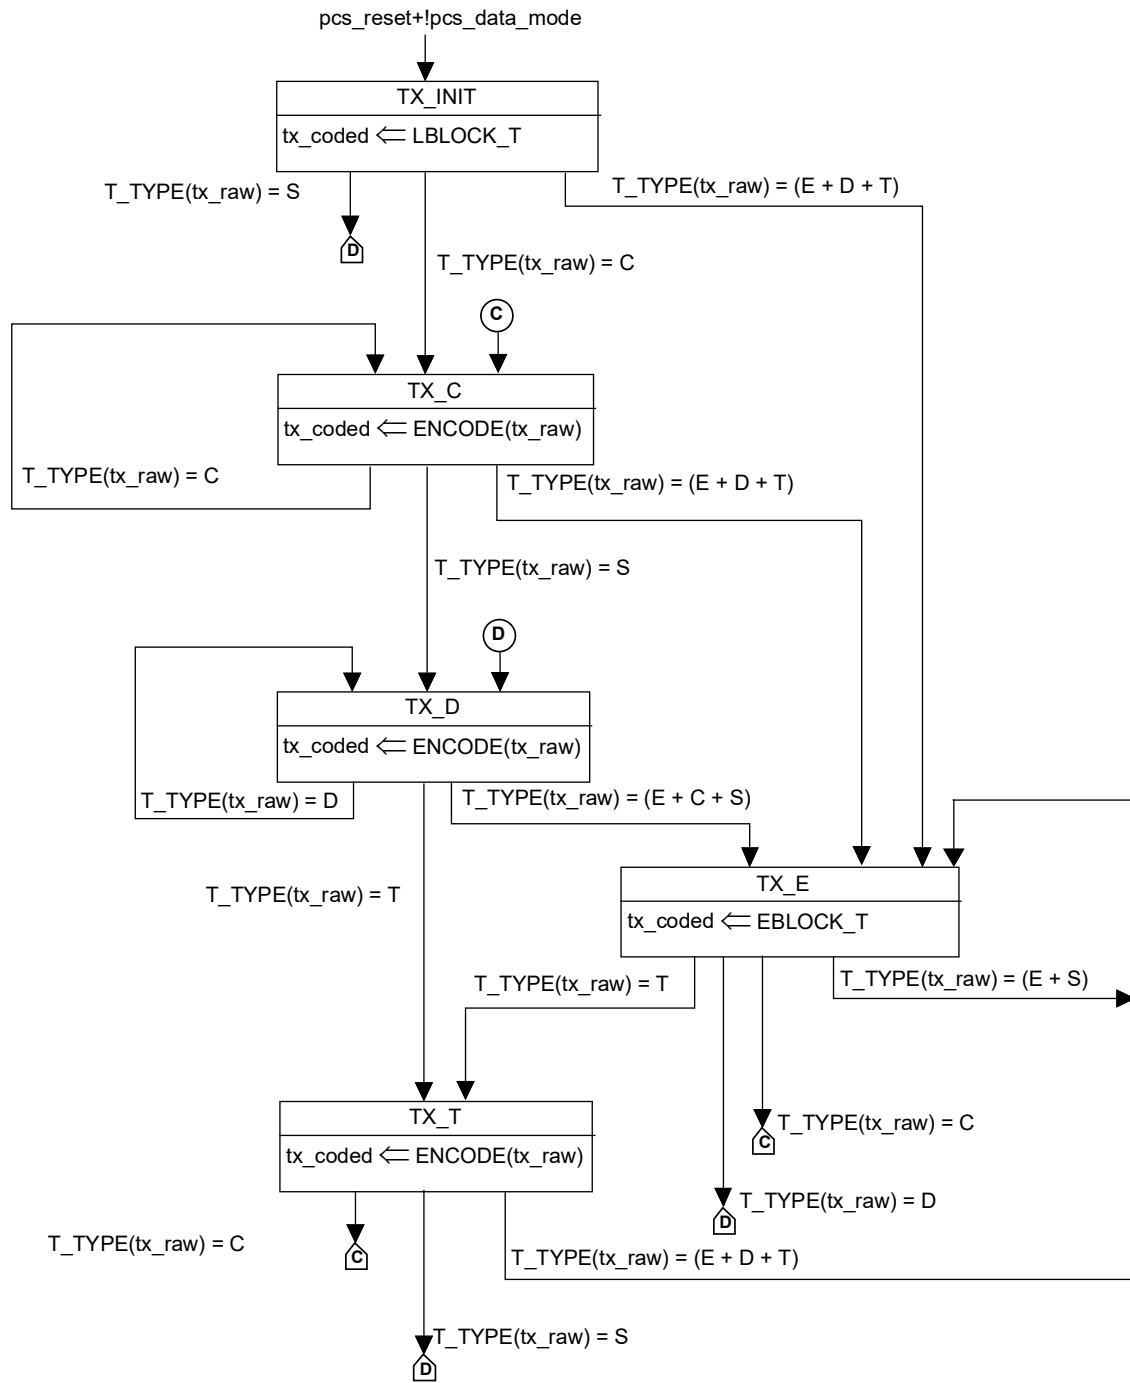 pcs_reset+!pcs_data_mode
TX_INIT
tx_coded ⇐ LBLOCK_T
T_TYPE(tx_raw) = S
T_TYPE(tx_raw) = (E + D + T)
D
T_TYPE(tx_raw) = C
C
TX_C
tx_coded ⇐ ENCODE(tx_raw)
T_TYPE(tx_raw) = C
T_TYPE(tx_raw) = (E + D + T)
T_TYPE(tx_raw) = S
D
TX_D
tx_coded ⇐ ENCODE(tx_raw)
T_TYPE(tx_raw) = D
T_TYPE(tx_raw) = (E + C + S)
T_TYPE(tx_raw) = T
TX_E
tx_coded ⇐ EBLOCK_T
T_TYPE(tx_raw) = T
T_TYPE(tx_raw) = (E + S)
TX_T
tx_coded ⇐ ENCODE(tx_raw)
T_TYPE(tx_raw) = C
C
T_TYPE(tx_raw) = D
D
T_TYPE(tx_raw) = C
C
T_TYPE(tx_raw) = (E + D + T)
T_TYPE(tx_raw) = S
D